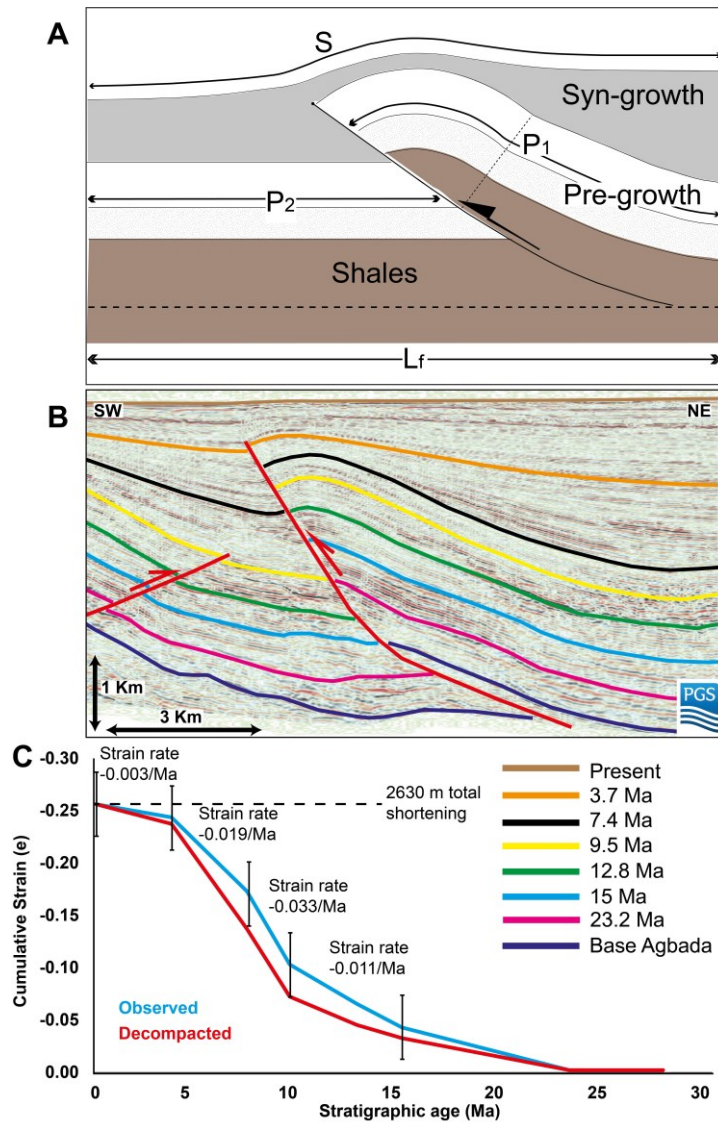 A
S
Syn-growth
P1
Pre-growth
P2
Shales
Lf
B
SW
NE
1 Km
3 Km
PGS
C
Cumulative Strain (e)
-0.30
-0.25
-0.20
-0.15
-0.10
-0.05
0.00
Strain rate
-0.003/Ma
Strain rate
-0.019/Ma
Strain rate
-0.033/Ma
Strain rate
-0.011/Ma
2630 m total
shortening
Present
3.7 Ma
7.4 Ma
9.5 Ma
12.8 Ma
15 Ma
23.2 Ma
Base Agbada
Observed
Decompacted
0 5 10 15 20 25 30
Stratigraphic age (Ma)